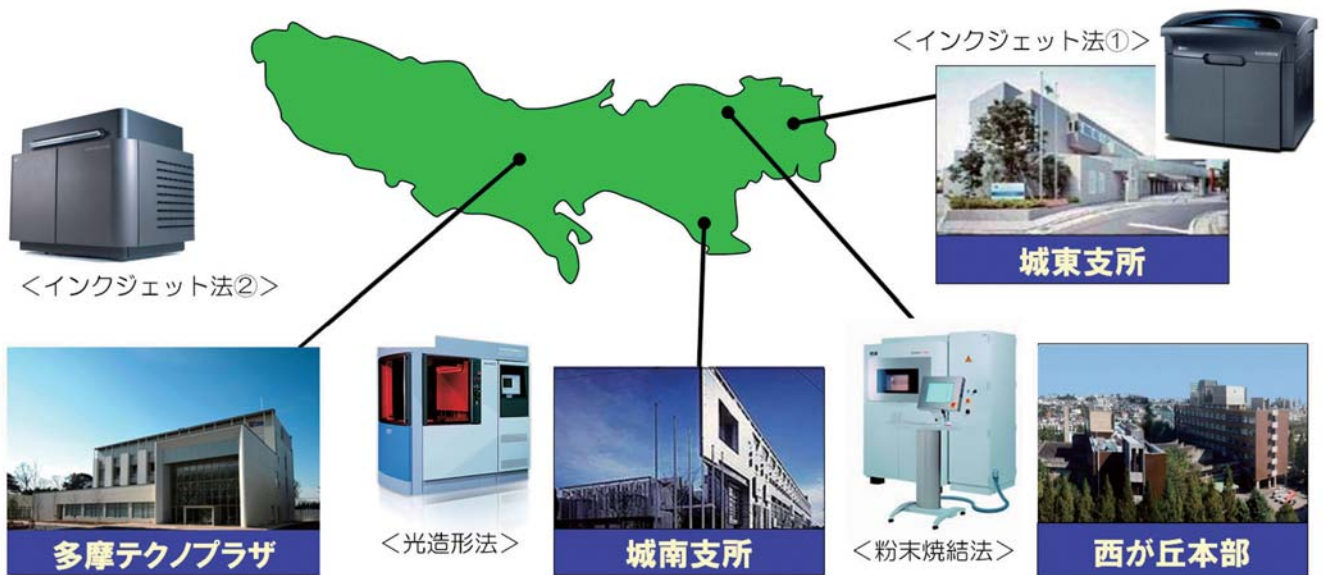 ＜インクジェット法①＞
城東支所
＜インクジェット法②＞
多摩テクノプラザ
＜光造形法＞
城南支所
＜粉末焼結法＞
西が丘本部